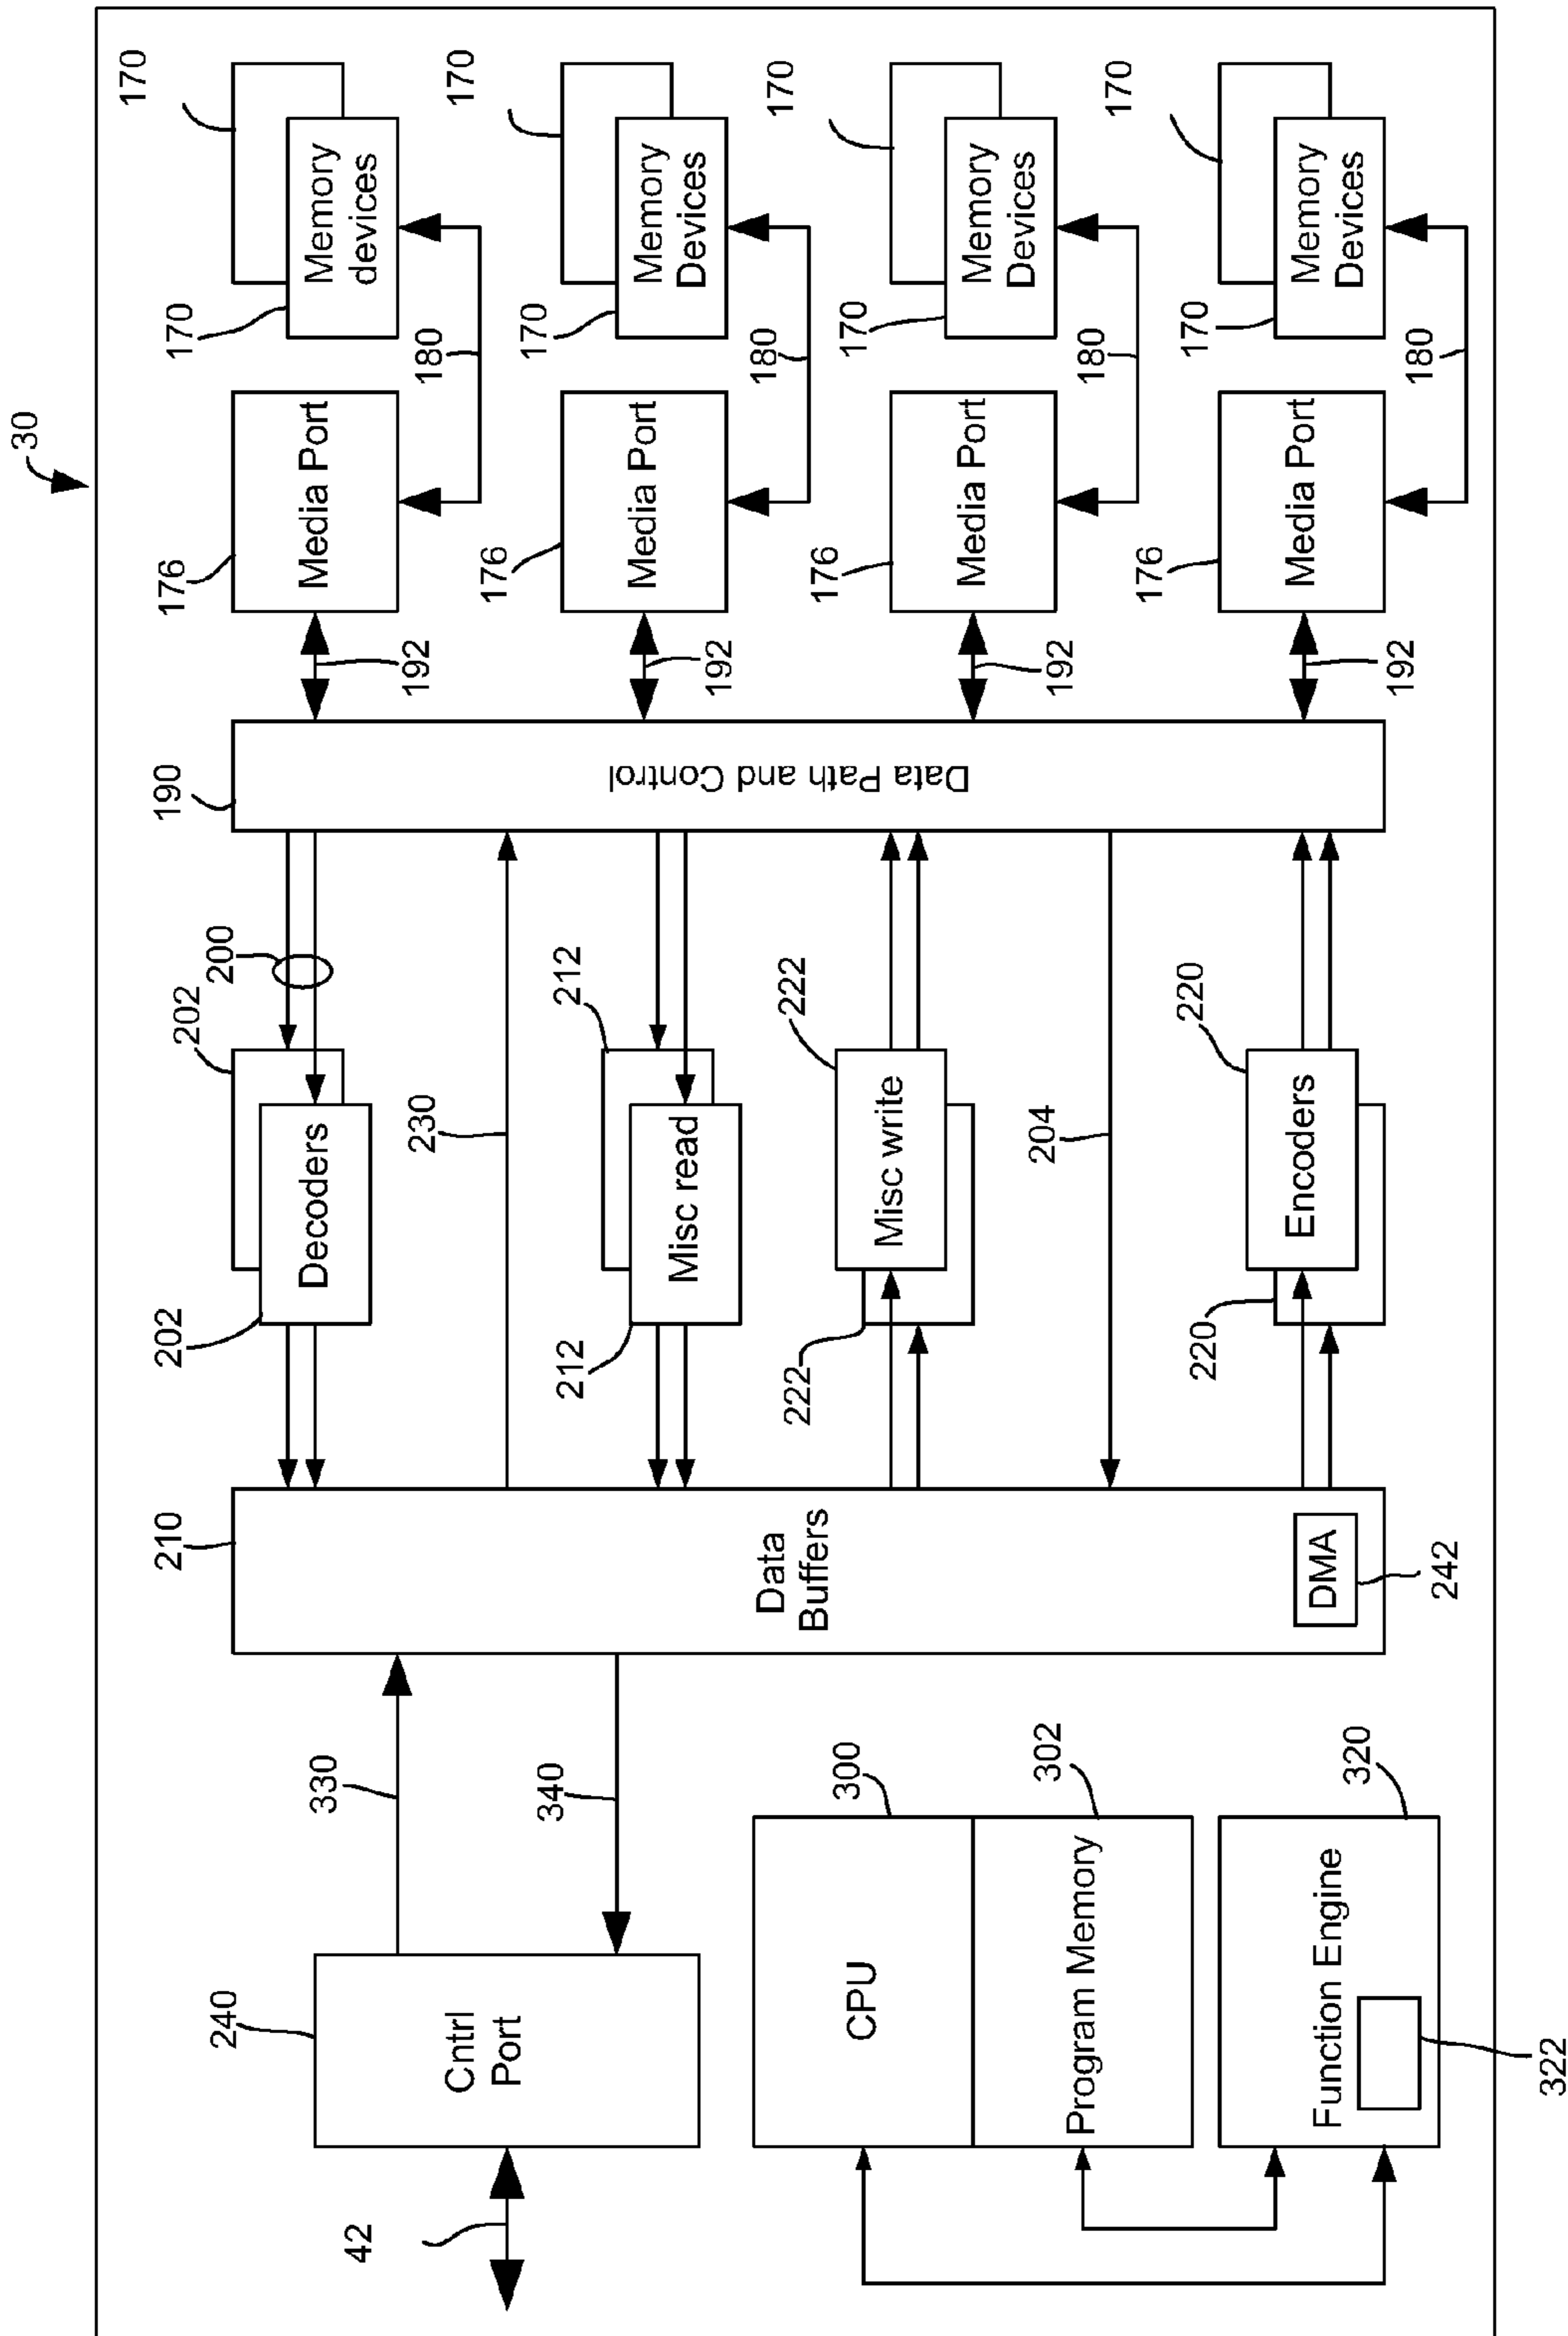 30
210
190
176
170
202
200
170
240
202
Decoders
Media Port
Memory
devices
330
192
180
42
230
170
Cntrl
Port
340
212
212
176
170
Misc read
Media Port
Memory
Devices
192
180
Data
Buffers
222
222
170
300
176
170
CPU
Misc write
Data Path and Control
Media Port
Memory
Devices
302
204
192
180
Program Memory
170
320
220
220
176
170
Function Engine
DMA
Encoders
Media Port
Memory
Devices
242
192
180
322